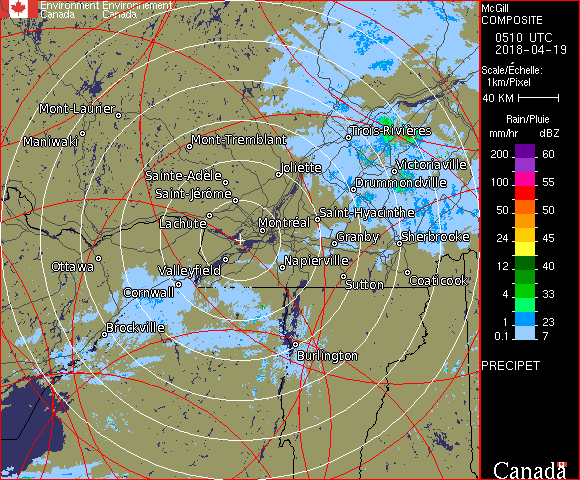 Environment Environnement
Canada Canada
McGill
COMPOSITE
0510 UTC
2018-04-19
Scale/Échelle:
1km/Pixel
40 KM
Rain/Pluie
mm/hr dBZ
200 60
100 55
50 50
24 45
12 40
4 33
1 23
0.1 7
PRECIPET
Canada
Mont-Laurier
Maniwaki
Mont-Tremblant
Trois-Rivières
Sainte-Adèle
Joliette
Victoriaville
Saint-Jérôme
Drummondville
Lachute
Montréal
Saint-Hyacinthe
Granby
Sherbrooke
Ottawa
Valleyfield
Napierville
Cornwall
Sutton
Coaticook
Brockville
Burlington